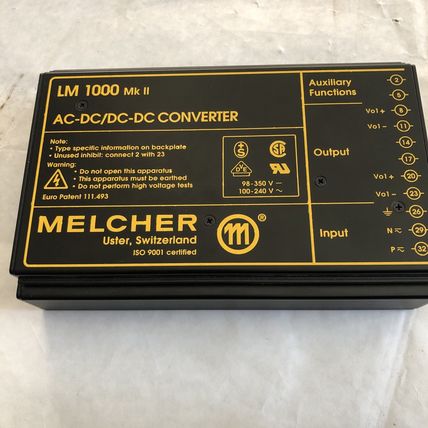 LM 1000 Mk II
AC-DC/DC-DC CONVERTER
Note:
• Type specific information on backplate
• Unused inhibit: connect 2 with 23
Warning:
• Do not open this apparatus
• This apparatus must be earthed
• Do not perform high voltage tests
Euro Patent 111.493
MELCHER
Uster, Switzerland
ISO 9001 certified
98-350 V
100-240 V ~
m ®
Auxiliary
Functions
2
5
Vo1+ 8
Vo1- 11
14
Output
17
Vo1+ 20
Vo1- 23
26
Input
N 29
P 32